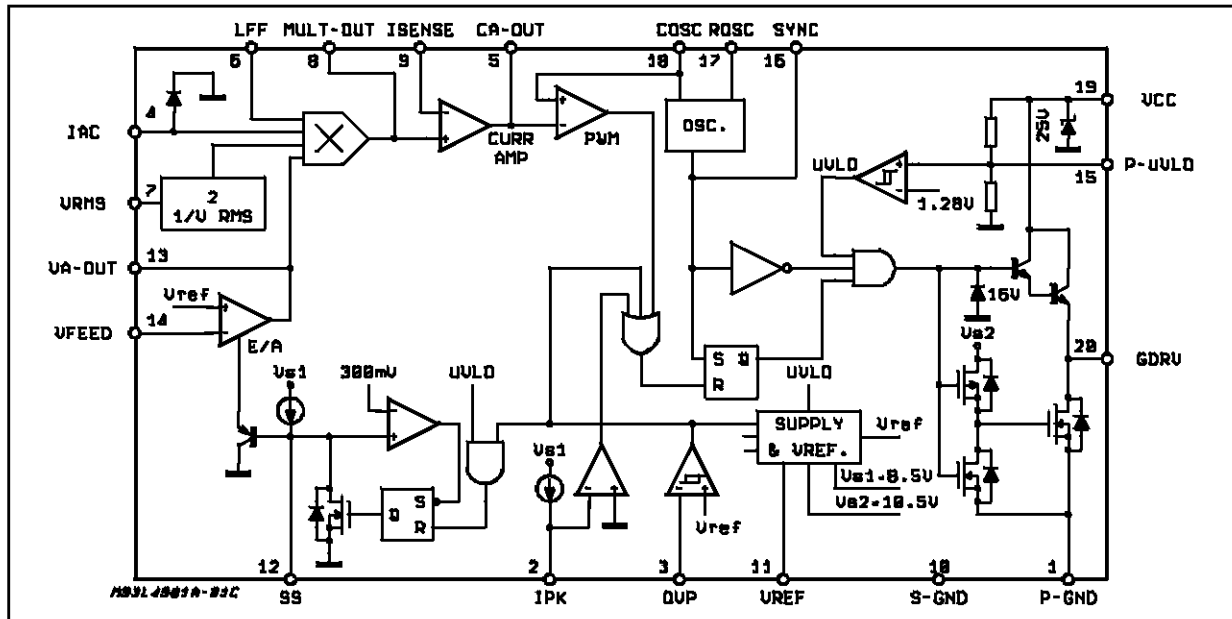 LFF MULT-OUT ISENSE CA-OUT COSC ROSC SYNC
6 8 9 5 18 17 16
4
IAC
19
VCC
25V
OSC.
CURR
AMP
PWM
UVLO
P-UVLO
15
1.28V
7
VRMS
2
1/V RMS
13
VA-OUT
Vref
15V
14
VFEED
E/A
Vs2
20
GDRV
S Q
R
Vs1
300mV
UVLO
UVLO
SUPPLY
& VREF.
Vref
Vs1
Vs1=8.5V
Vs2=10.5V
Q S
R
Vref
12 2 3 11 10 1
M93L4981A-01C
SS IPK OVP VREF S-GND P-GND